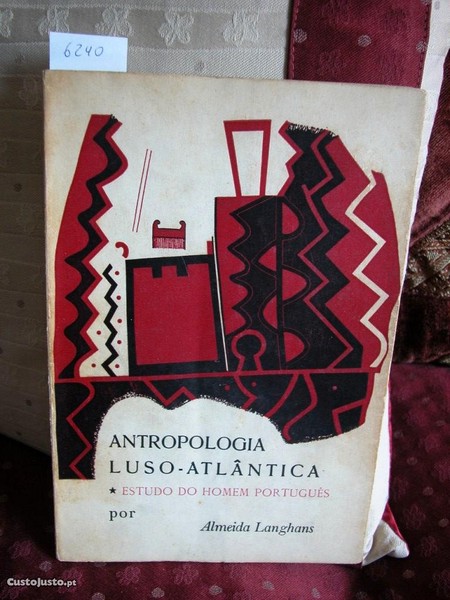 6240
ANTROPOLOGIA
LUSO-ATLÂNTICA
★ ESTUDO DO HOMEM PORTUGUÊS
por
Almeida Langhans
CustoJusto.pt